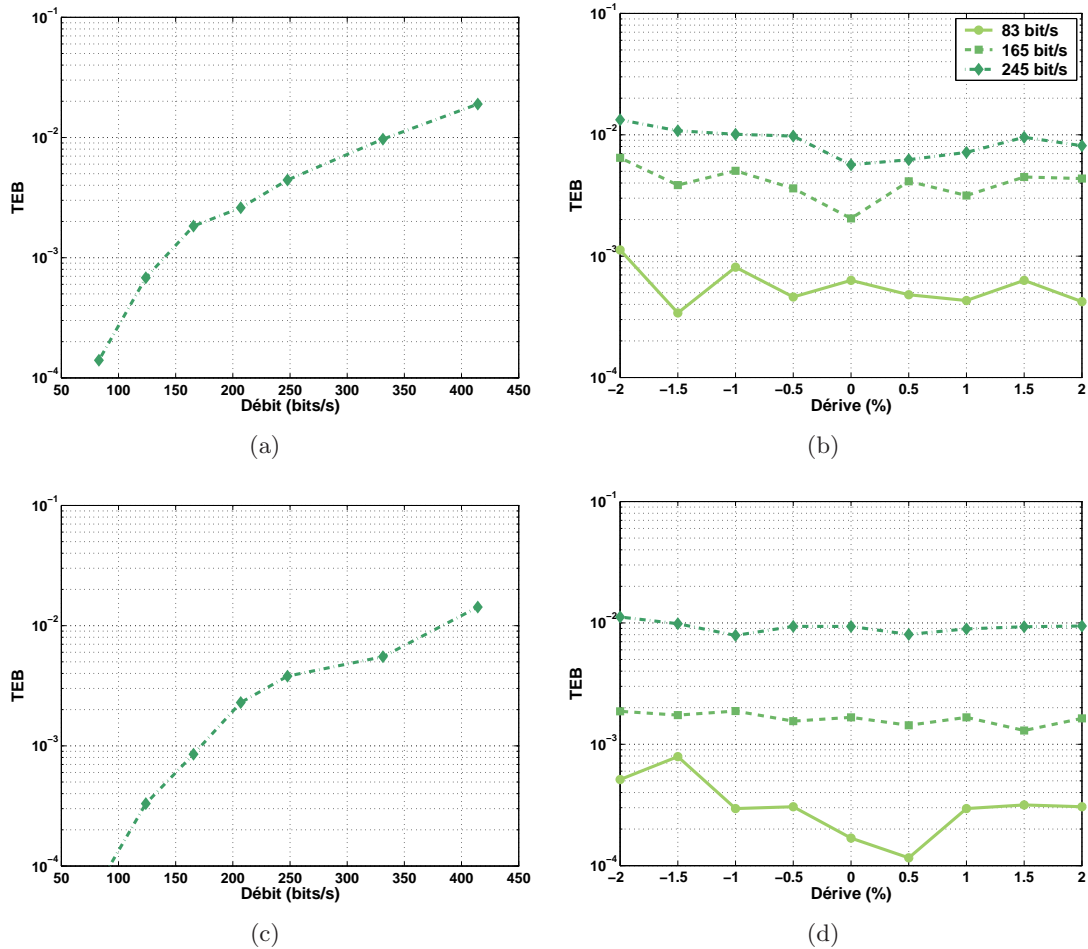 10⁻¹
10⁻²
10⁻³
10⁻⁴
TEB
50 100 150 200 250 300 350 400 450
Débit (bits/s)
(a)
10⁻¹
10⁻²
10⁻³
10⁻⁴
TEB
83 bit/s
165 bit/s
245 bit/s
−2 −1.5 −1 −0.5 0 0.5 1 1.5 2
Dérive (%)
(b)
10⁻¹
10⁻²
10⁻³
10⁻⁴
TEB
50 100 150 200 250 300 350 400 450
Débit (bits/s)
(c)
10⁻¹
10⁻²
10⁻³
10⁻⁴
TEB
−2 −1.5 −1 −0.5 0 0.5 1 1.5 2
Dérive (%)
(d)